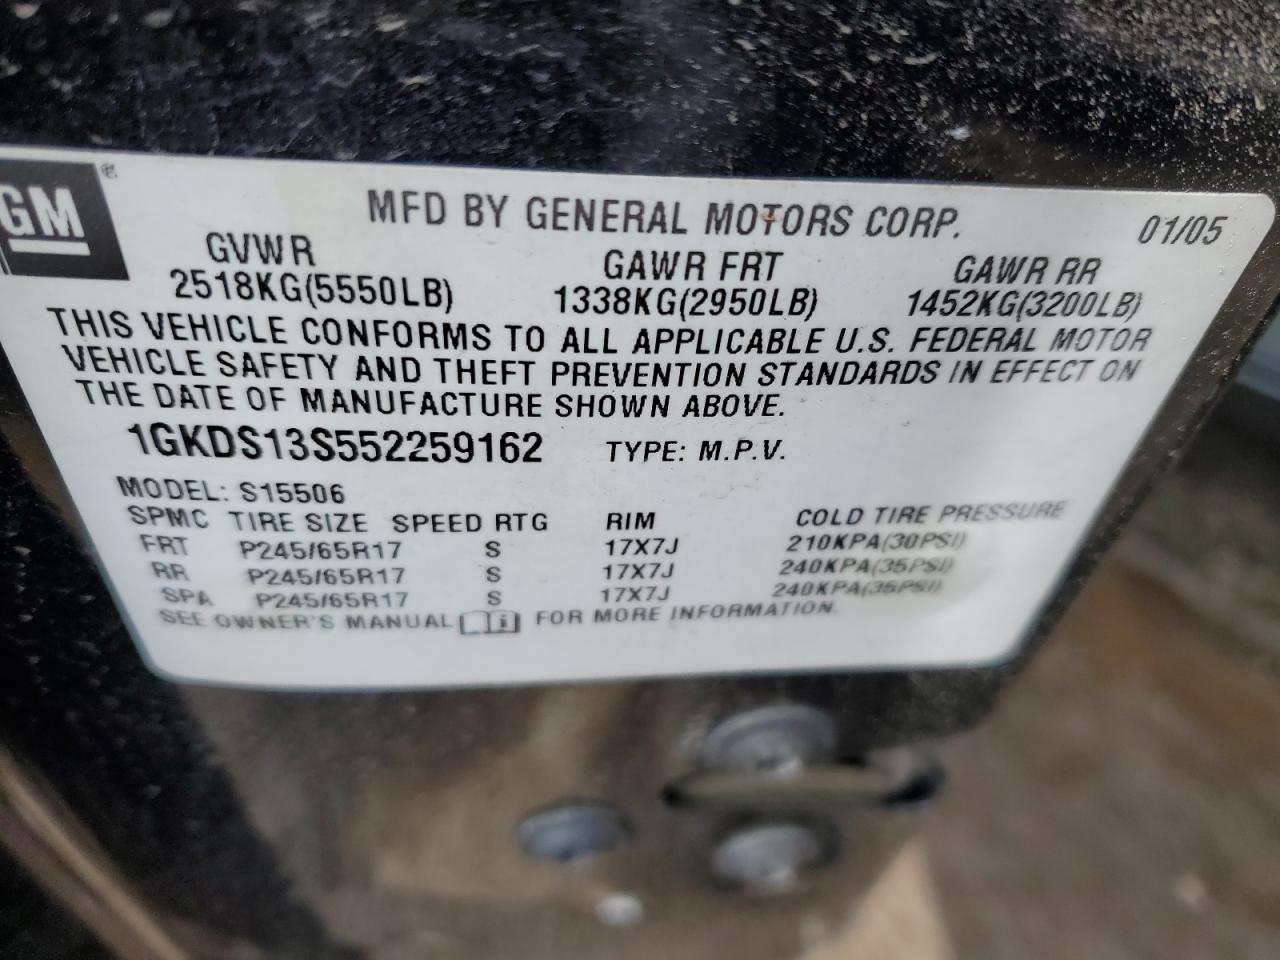 GM®
MFD BY GENERAL MOTORS CORP. 01/05
GVWR GAWR FRT GAWR RR
2518KG(5550LB) 1338KG(2950LB) 1452KG(3200LB)
THIS VEHICLE CONFORMS TO ALL APPLICABLE U.S. FEDERAL MOTOR
VEHICLE SAFETY AND THEFT PREVENTION STANDARDS IN EFFECT ON
THE DATE OF MANUFACTURE SHOWN ABOVE.
1GKDS13S552259162 TYPE: M.P.V.
MODEL: S15506
SPMC TIRE SIZE SPEED RTG RIM COLD TIRE PRESSURE
FRT P245/65R17 S 17X7J 210KPA(30PSI)
RR P245/65R17 S 17X7J 240KPA(35PSI)
SPA P245/65R17 S 17X7J 240KPA(35PSI)
SEE OWNER'S MANUAL i FOR MORE INFORMATION.